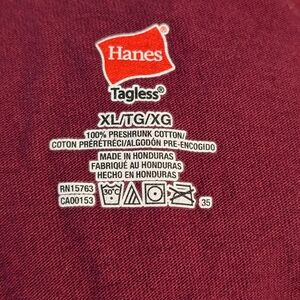 Hanes
Tagless®
XL/TG/XG
100% PRESHRUNK COTTON/
COTON PRÉRÉTRÉCI/ALGODÓN PRE-ENCOGIDO
MADE IN HONDURAS
FABRIQUÉ AU HONDURAS
HECHO EN HONDURAS
RN15763
CA00153
30°C
35